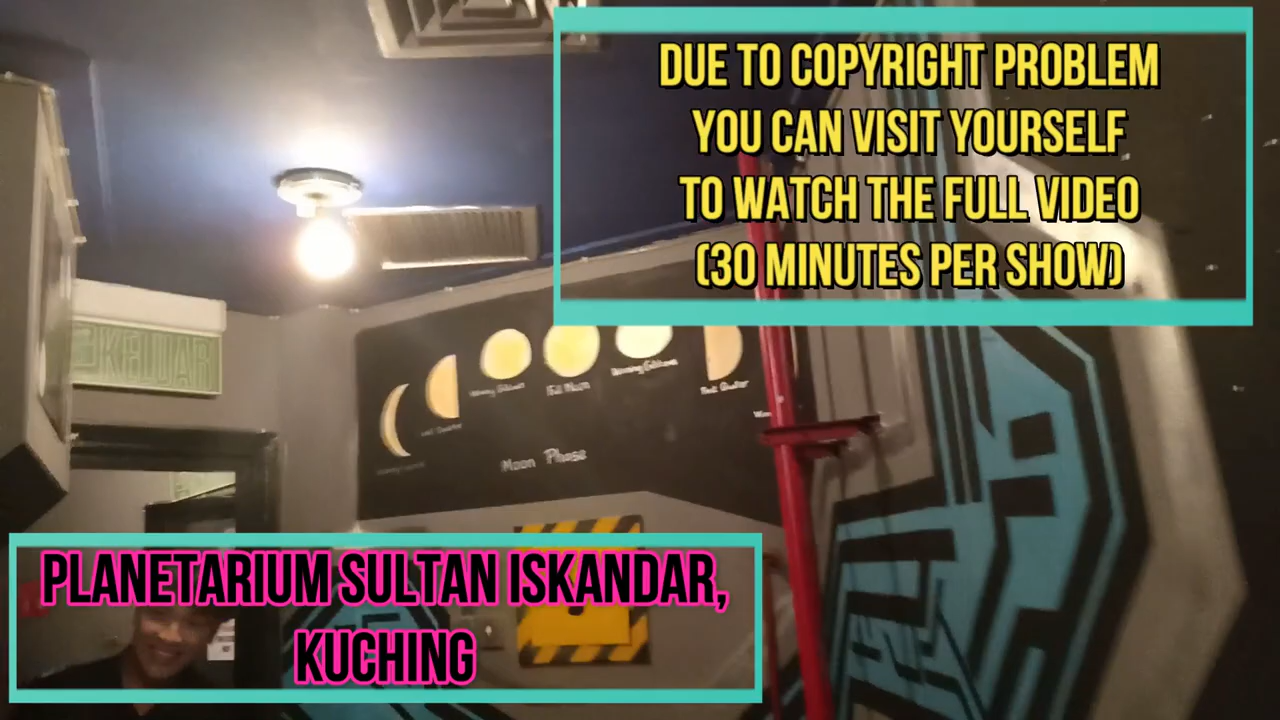 DUE TO COPYRIGHT PROBLEM
YOU CAN VISIT YOURSELF
TO WATCH THE FULL VIDEO
(30 MINUTES PER SHOW)
KELUAR
Full Moon
Moon Phase
PLANETARIUM SULTAN ISKANDAR,
KUCHING